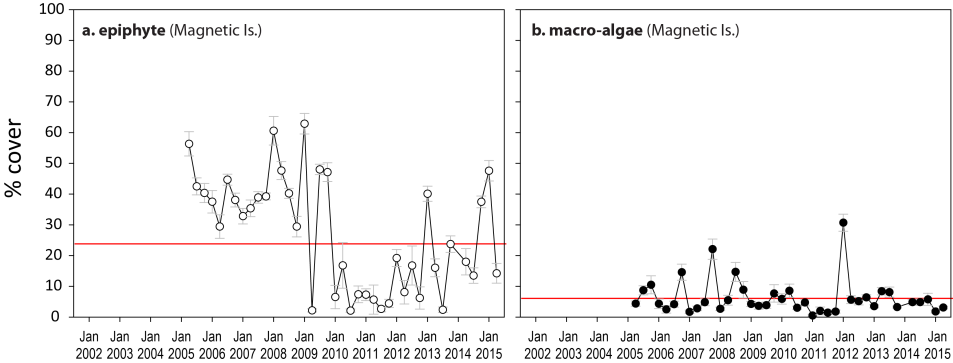 100
90
80
70
60
50
40
30
20
10
0
% cover
a. epiphyte (Magnetic Is.)
b. macro-algae (Magnetic Is.)
Jan Jan Jan Jan Jan Jan Jan Jan Jan Jan Jan Jan Jan Jan
2002 2003 2004 2005 2006 2007 2008 2009 2010 2011 2012 2013 2014 2015
Jan Jan Jan Jan Jan Jan Jan Jan Jan Jan Jan Jan Jan Jan
2002 2003 2004 2005 2006 2007 2008 2009 2010 2011 2012 2013 2014 2015